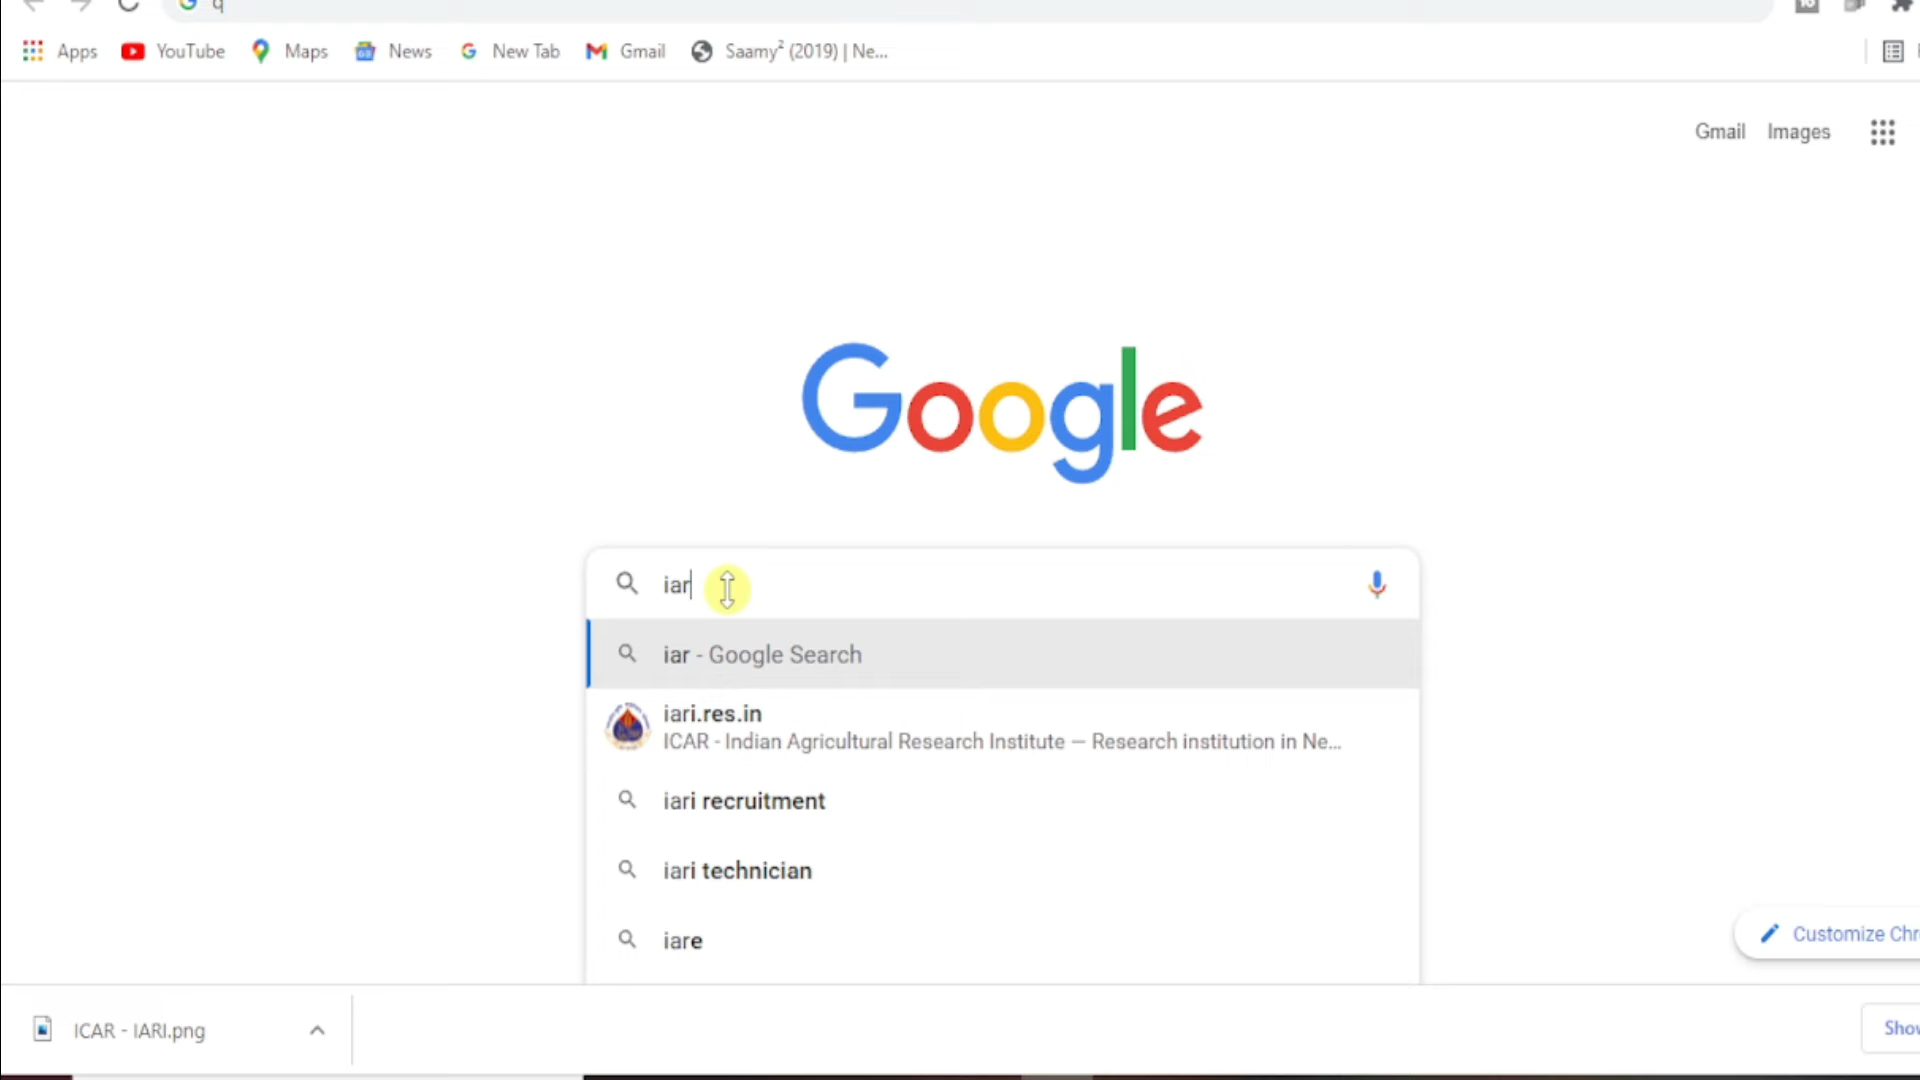 q
Apps YouTube Maps News New Tab Gmail Saamy² (2019) | Ne...
Gmail Images
Google
iar
iar - Google Search
iari.res.in
ICAR - Indian Agricultural Research Institute — Research institution in Ne...
iari recruitment
iari technician
iare
Customize Chr
ICAR - IARI.png
Show